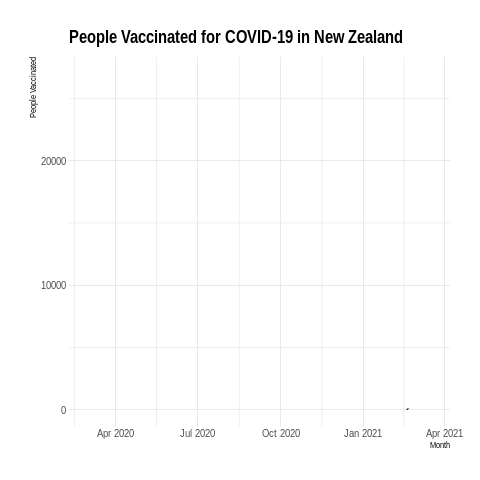 People Vaccinated for COVID-19 in New Zealand
People Vaccinated
20000
10000
0
Apr 2020
Jul 2020
Oct 2020
Jan 2021
Apr 2021
Month